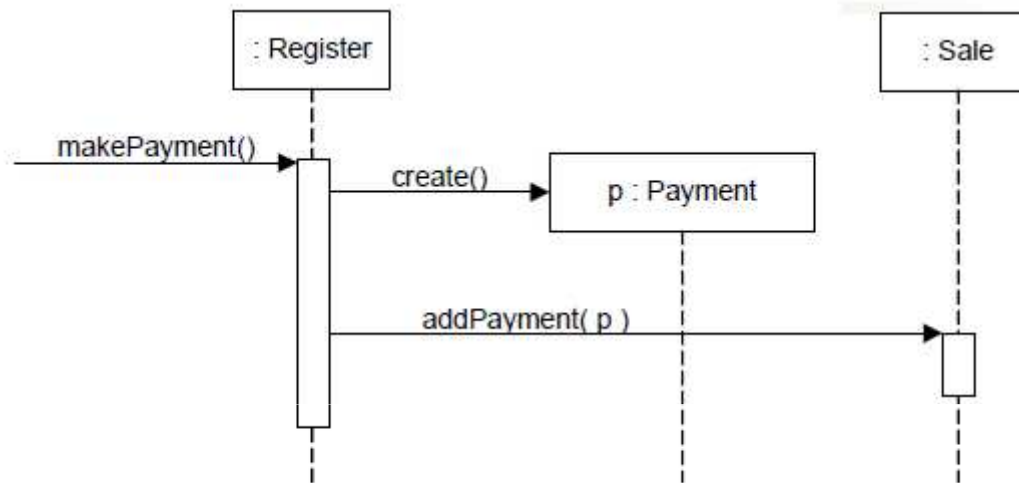 : Register
: Sale
makePayment()
create()
p : Payment
addPayment( p )